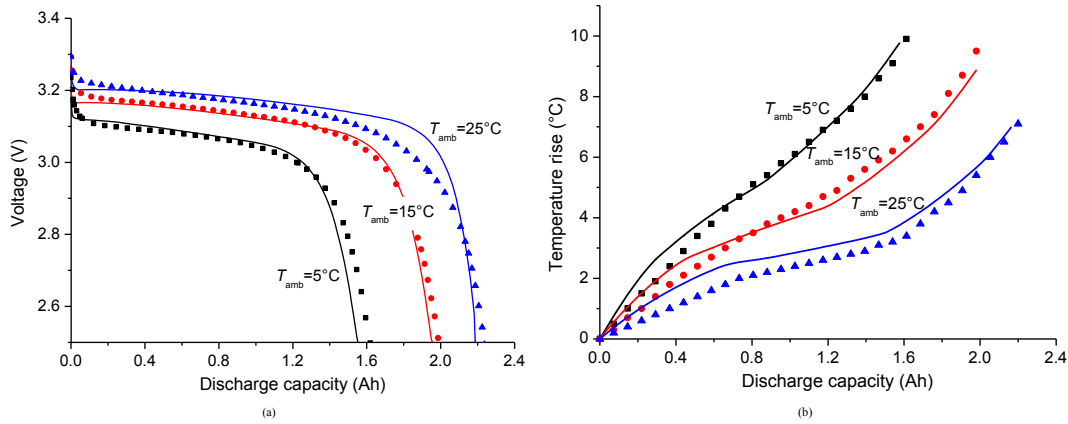 3.4
3.2
3.0
2.8
2.6
Voltage (V)
T_amb=25°C
T_amb=15°C
T_amb=5°C
0.0 0.4 0.8 1.2 1.6 2.0 2.4
Discharge capacity (Ah)
(a)
10
8
6
4
2
0
Temperature rise (°C)
T_amb=5°C
T_amb=15°C
T_amb=25°C
0.0 0.4 0.8 1.2 1.6 2.0 2.4
Discharge capacity (Ah)
(b)